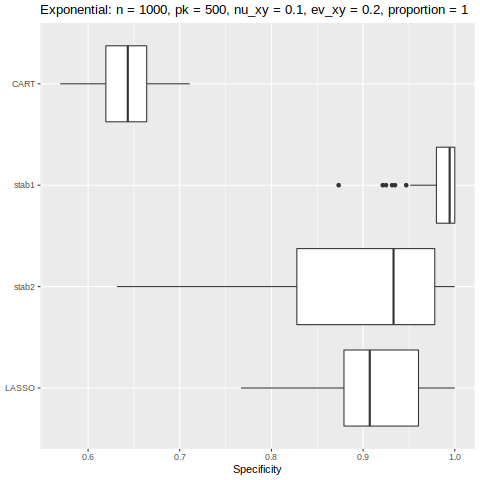 Exponential: n = 1000, pk = 500, nu_xy = 0.1, ev_xy = 0.2, proportion = 1
CART
stab1
stab2
LASSO
0.6 0.7 0.8 0.9 1.0
Specificity